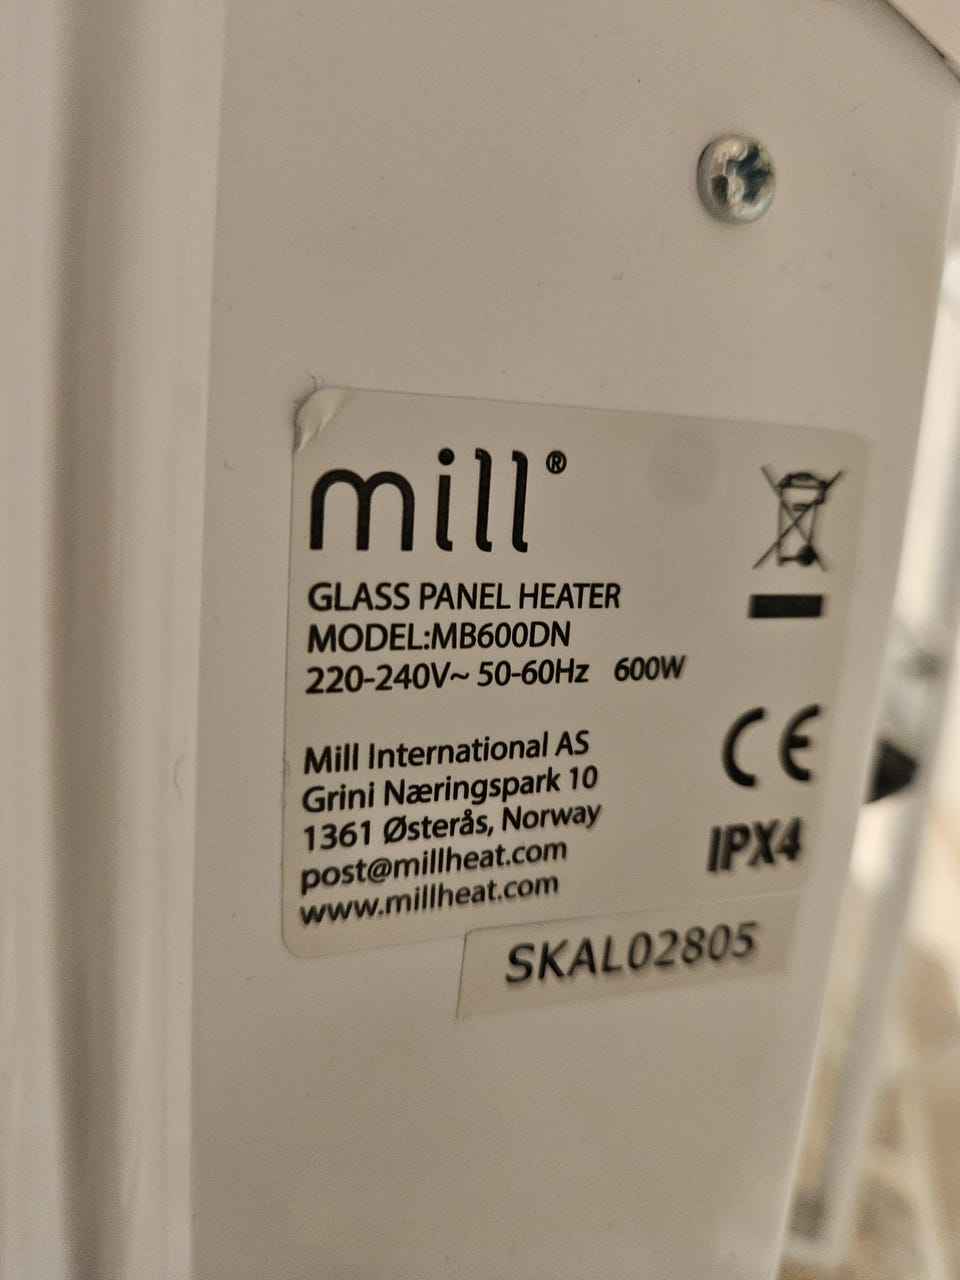 mill®
GLASS PANEL HEATER
MODEL:MB600DN
220-240V~ 50-60Hz 600W
Mill International AS
Grini Næringspark 10
1361 Østerås, Norway
post@millheat.com
www.millheat.com
CE
IPX4
SKAL02805